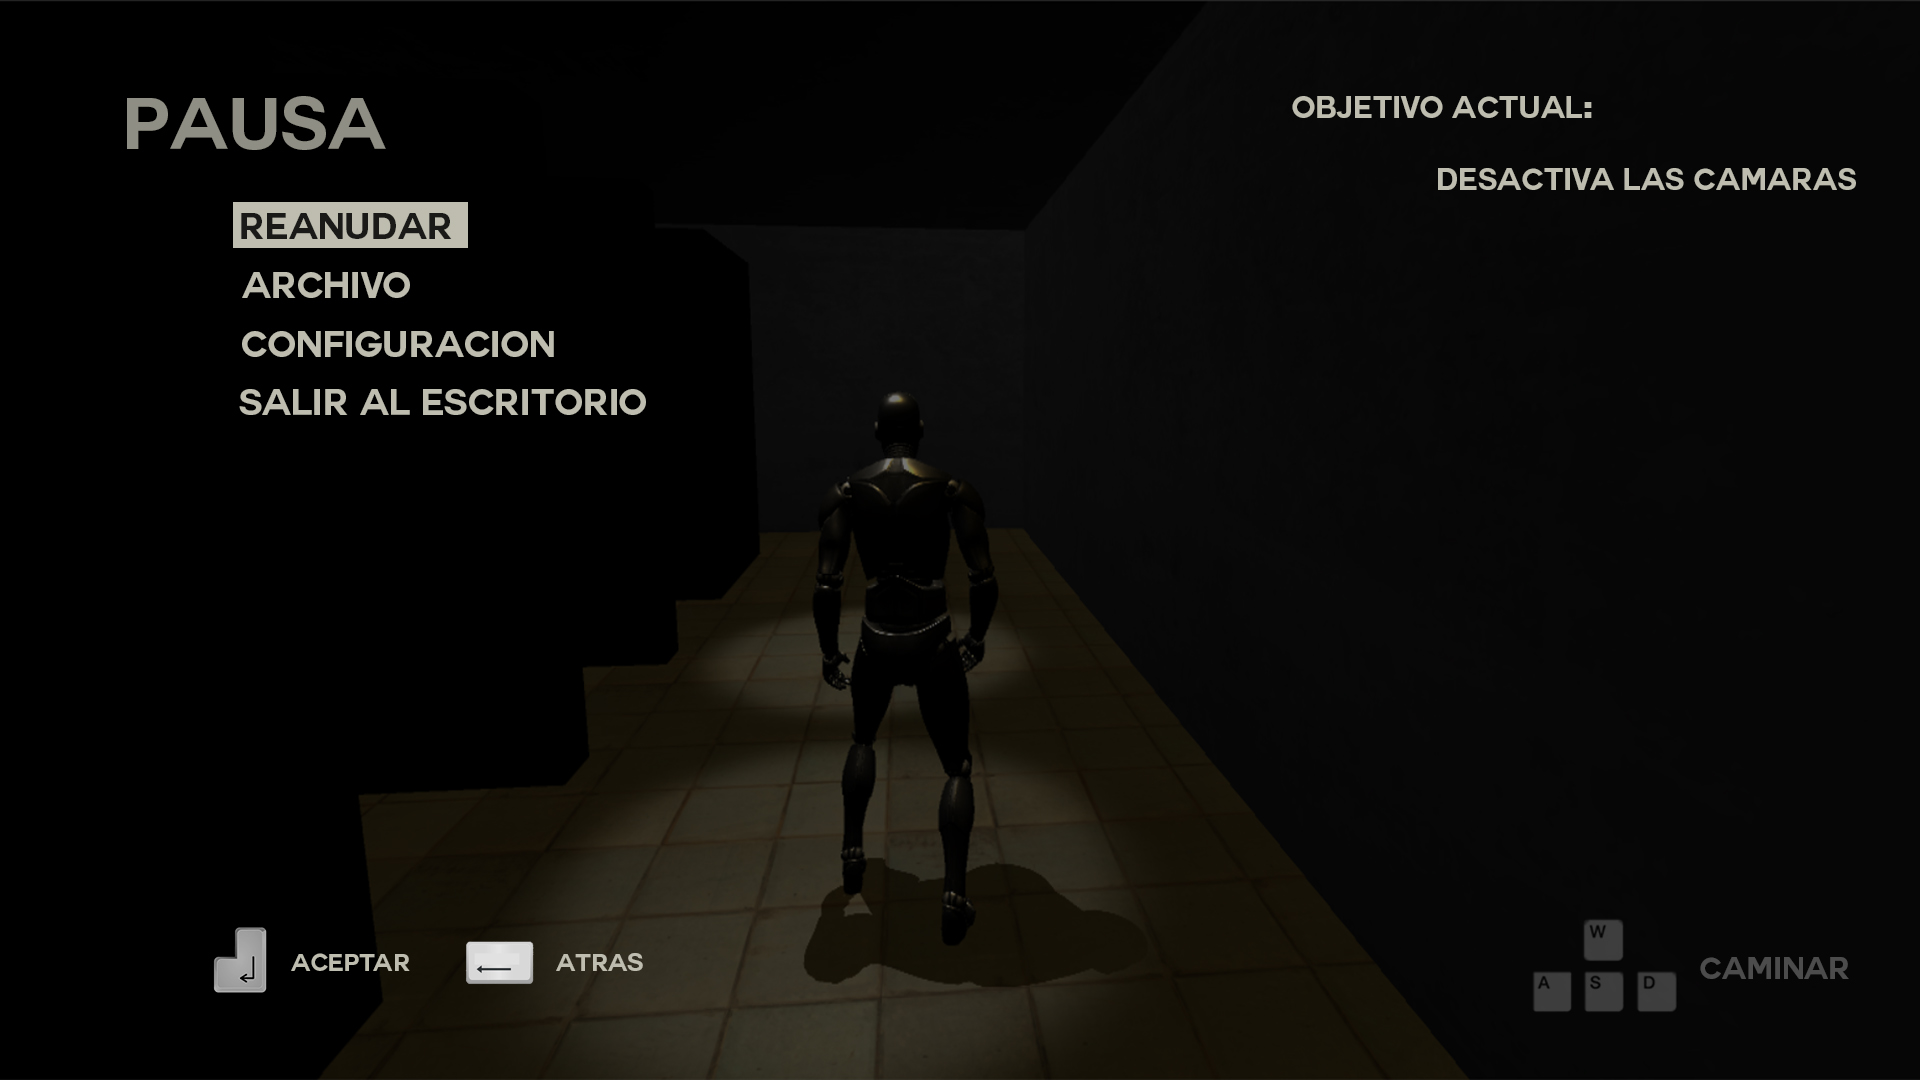 PAUSA
REANUDAR
ARCHIVO
CONFIGURACION
SALIR AL ESCRITORIO
OBJETIVO ACTUAL:
DESACTIVA LAS CAMARAS
ACEPTAR
ATRAS
W
A S D
CAMINAR